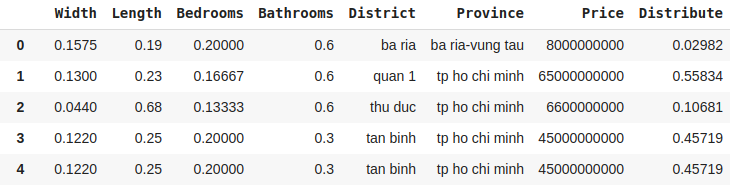 Width Length Bedrooms Bathrooms District Province Price Distribute
0 0.1575 0.19 0.20000 0.6 ba ria ba ria-vung tau 8000000000 0.02982
1 0.1300 0.23 0.16667 0.6 quan 1 tp ho chi minh 65000000000 0.55834
2 0.0440 0.68 0.13333 0.6 thu duc tp ho chi minh 6600000000 0.10681
3 0.1220 0.25 0.20000 0.3 tan binh tp ho chi minh 45000000000 0.45719
4 0.1220 0.25 0.20000 0.3 tan binh tp ho chi minh 45000000000 0.45719